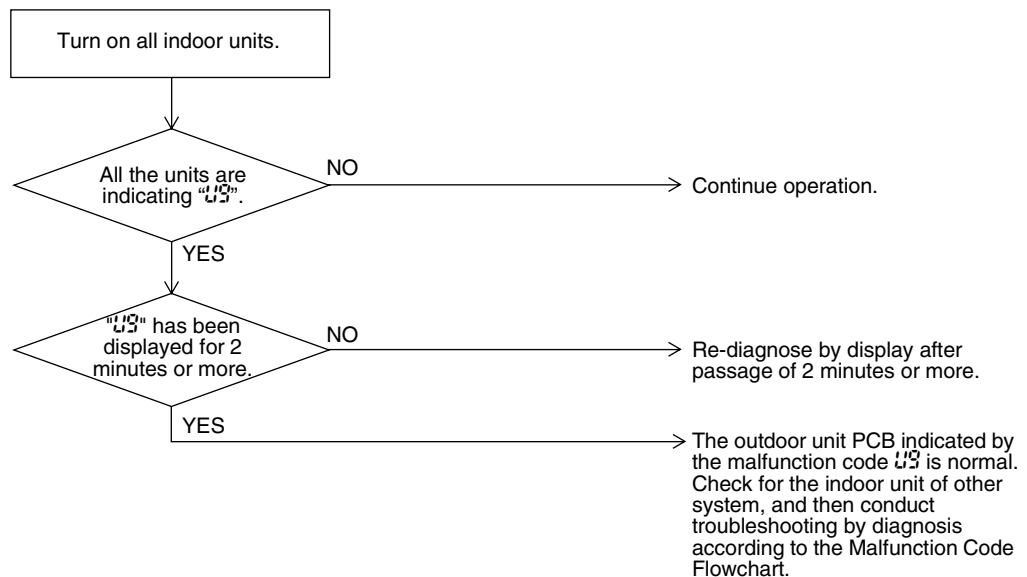 Turn on all indoor units.
All the units are
indicating “U9”.
NO
Continue operation.
YES
"U9" has been
displayed for 2
minutes or more.
NO
Re-diagnose by display after
passage of 2 minutes or more.
YES
The outdoor unit PCB indicated by
the malfunction code U9 is normal.
Check for the indoor unit of other
system, and then conduct
troubleshooting by diagnosis
according to the Malfunction Code
Flowchart.